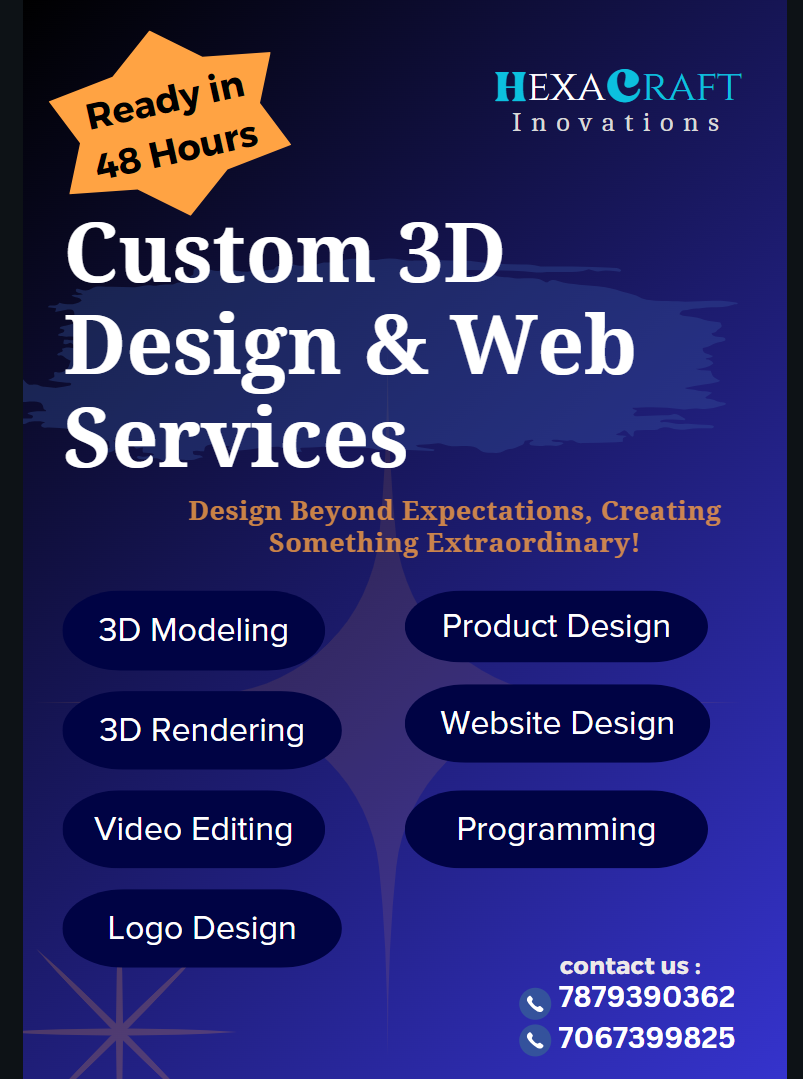 Ready in
48 Hours
HEXACRAFT
Inovations
Custom 3D
Design & Web
Services
Design Beyond Expectations, Creating
Something Extraordinary!
3D Modeling
Product Design
3D Rendering
Website Design
Video Editing
Programming
Logo Design
contact us :
7879390362
7067399825